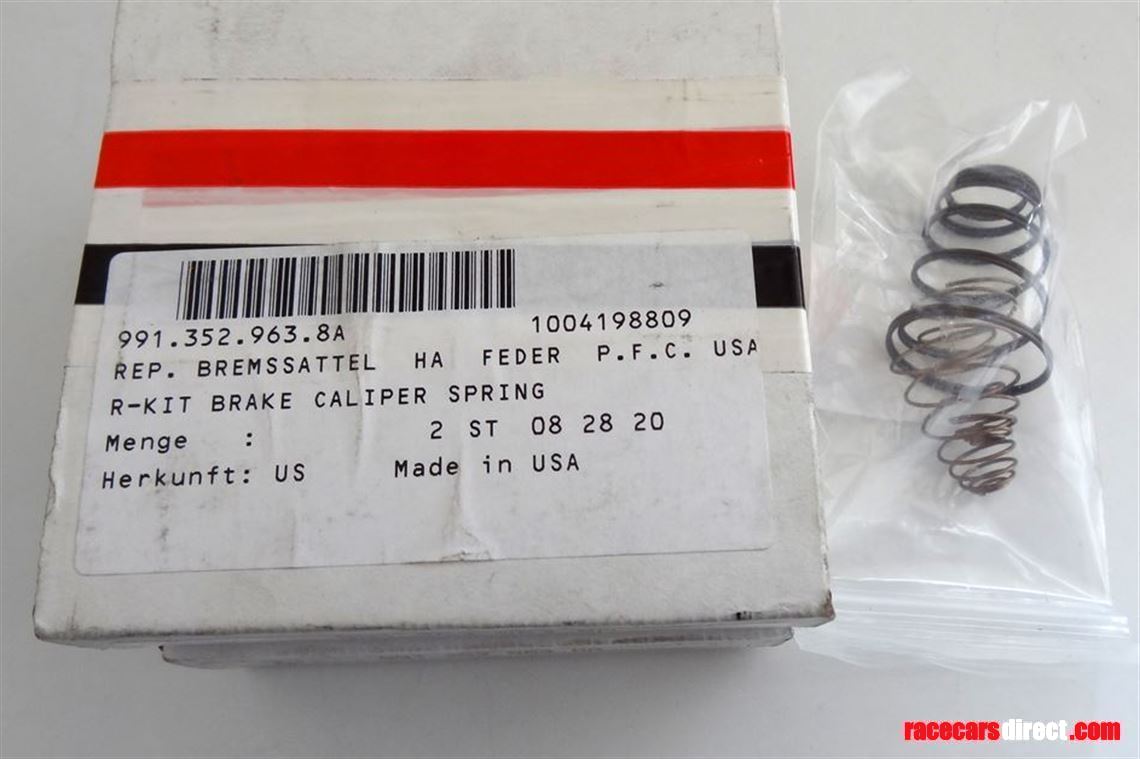 991.352.963.8A 1004198809
REP. BREMSSATTEL HA FEDER P.F.C. USA
R-KIT BRAKE CALIPER SPRING
Menge : 2 ST 08 28 20
Herkunft: US Made in USA
racecarsdirect.com